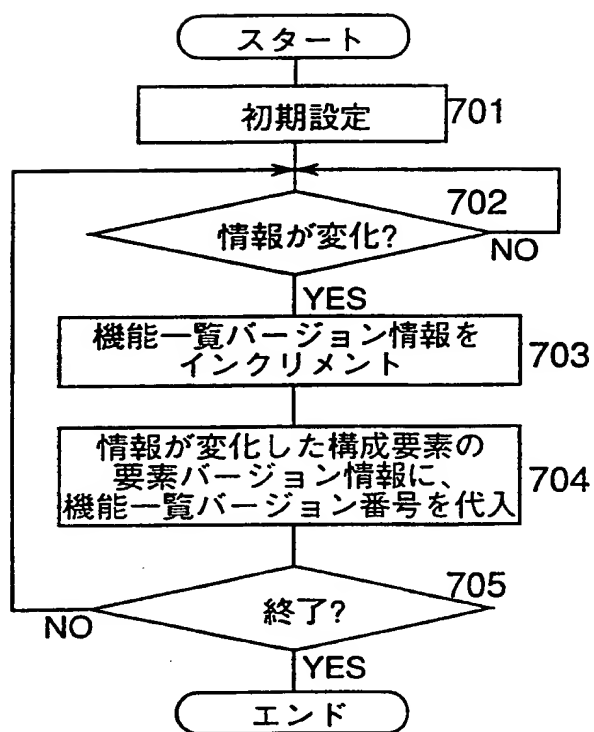 スタート
初期設定
701
702
情報が変化?
NO
YES
機能一覧バージョン情報を
インクリメント
703
情報が変化した構成要素の
要素バージョン情報に、
機能一覧バージョン番号を代入
704
705
終了?
NO
YES
エンド